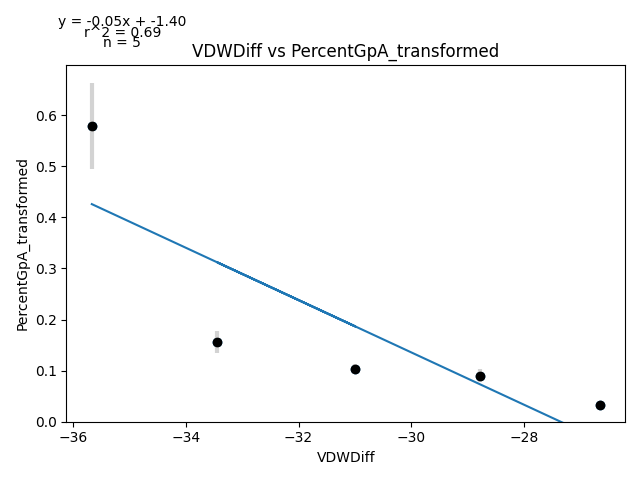 y = -0.05x + -1.40
r^2 = 0.69
n = 5
VDWDiff vs PercentGpA_transformed
PercentGpA_transformed
0.6
0.5
0.4
0.3
0.2
0.1
0.0
−36
−34
−32
−30
−28
VDWDiff